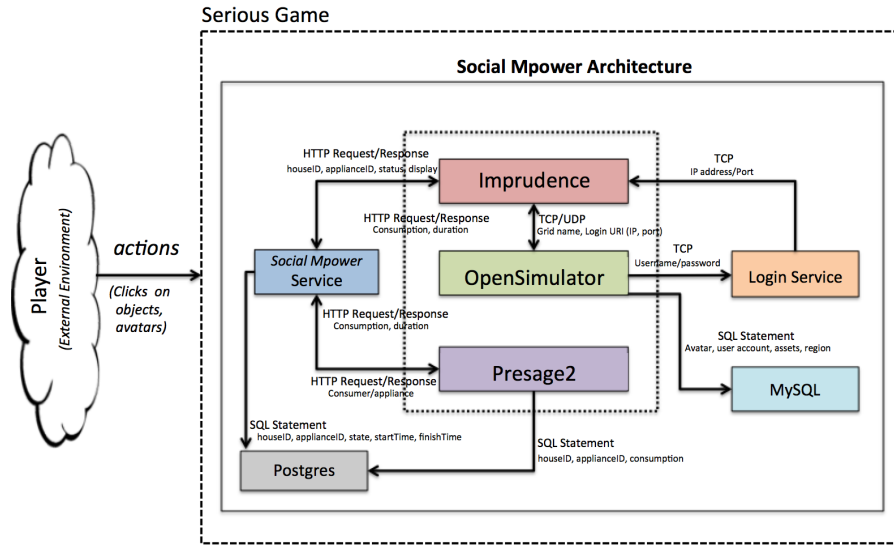 Serious Game
Social Mpower Architecture
Player
(External Environment)
actions
(Clicks on
objects,
avatars)
HTTP Request/Response
houseID, applianceID, status, display
Imprudence
TCP
IP address/Port
HTTP Request/Response
Consumption, duration
TCP/UDP
Grid name, Login URI (IP, port)
Social Mpower
Service
OpenSimulator
TCP
Username/password
Login Service
HTTP Request/Response
Consumption, duration
SQL Statement
Avatar, user account, assets, region
HTTP Request/Response
Consumer/appliance
Presage2
MySQL
SQL Statement
houseID, applianceID, state, startTime, finishTime
SQL Statement
houseID, applianceID, consumption
Postgres